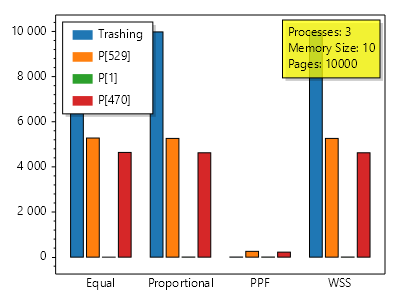 10 000
8 000
6 000
4 000
2 000
0
Trashing
P[529]
P[1]
P[470]
Processes: 3
Memory Size: 10
Pages: 10000
Equal
Proportional
PPF
WSS